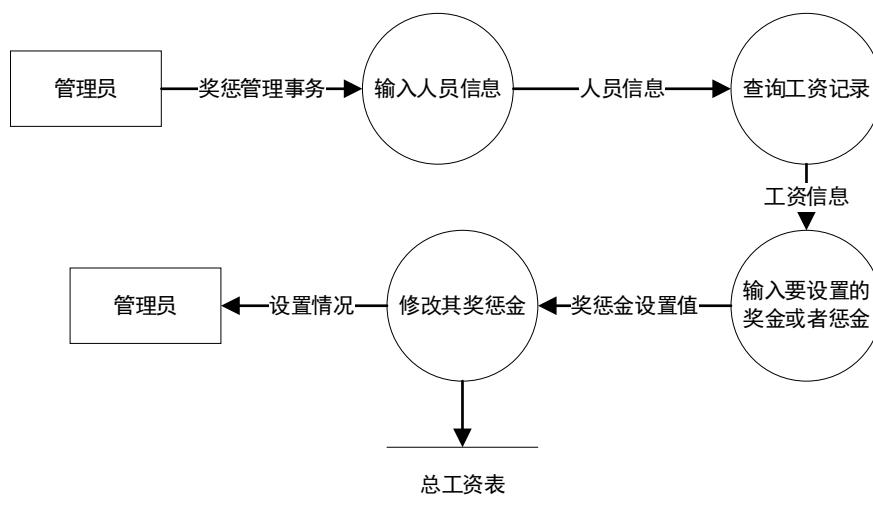 管理员
奖惩管理事务
输入人员信息
人员信息
查询工资记录
工资信息
管理员
设置情况
修改其奖惩金
奖惩金设置值
输入要设置的
奖金或者惩金
总工资表